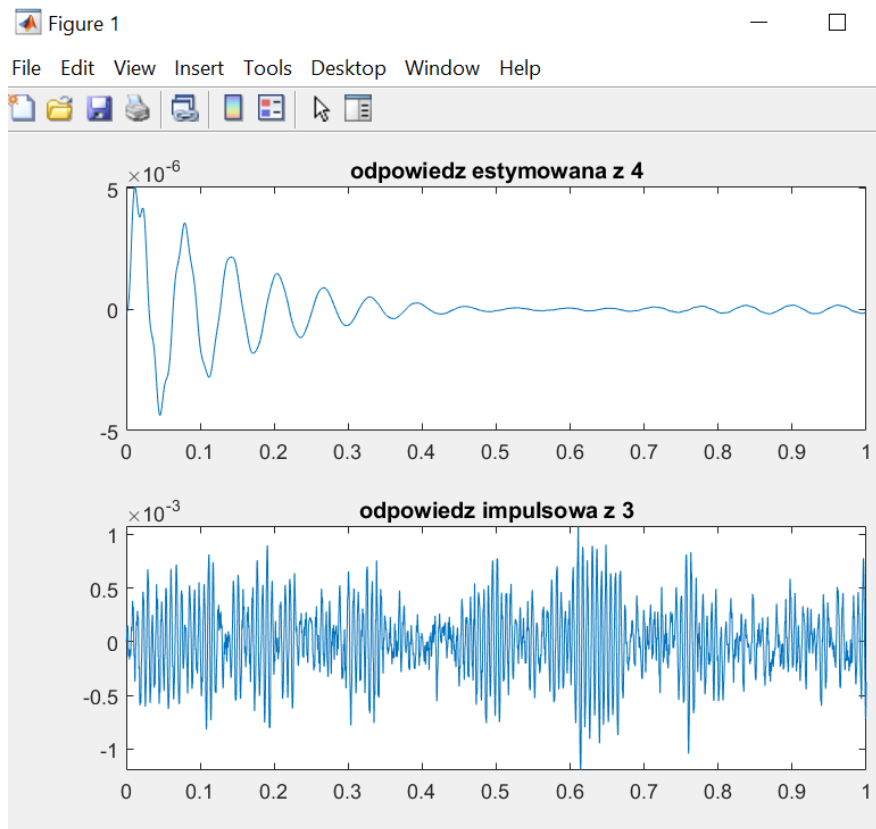 Figure 1
File Edit View Insert Tools Desktop Window Help
×10-6
odpowiedz estymowana z 4
5
0
-5
0 0.1 0.2 0.3 0.4 0.5 0.6 0.7 0.8 0.9 1
×10-3
odpowiedz impulsowa z 3
1
0.5
0
-0.5
-1
0 0.1 0.2 0.3 0.4 0.5 0.6 0.7 0.8 0.9 1